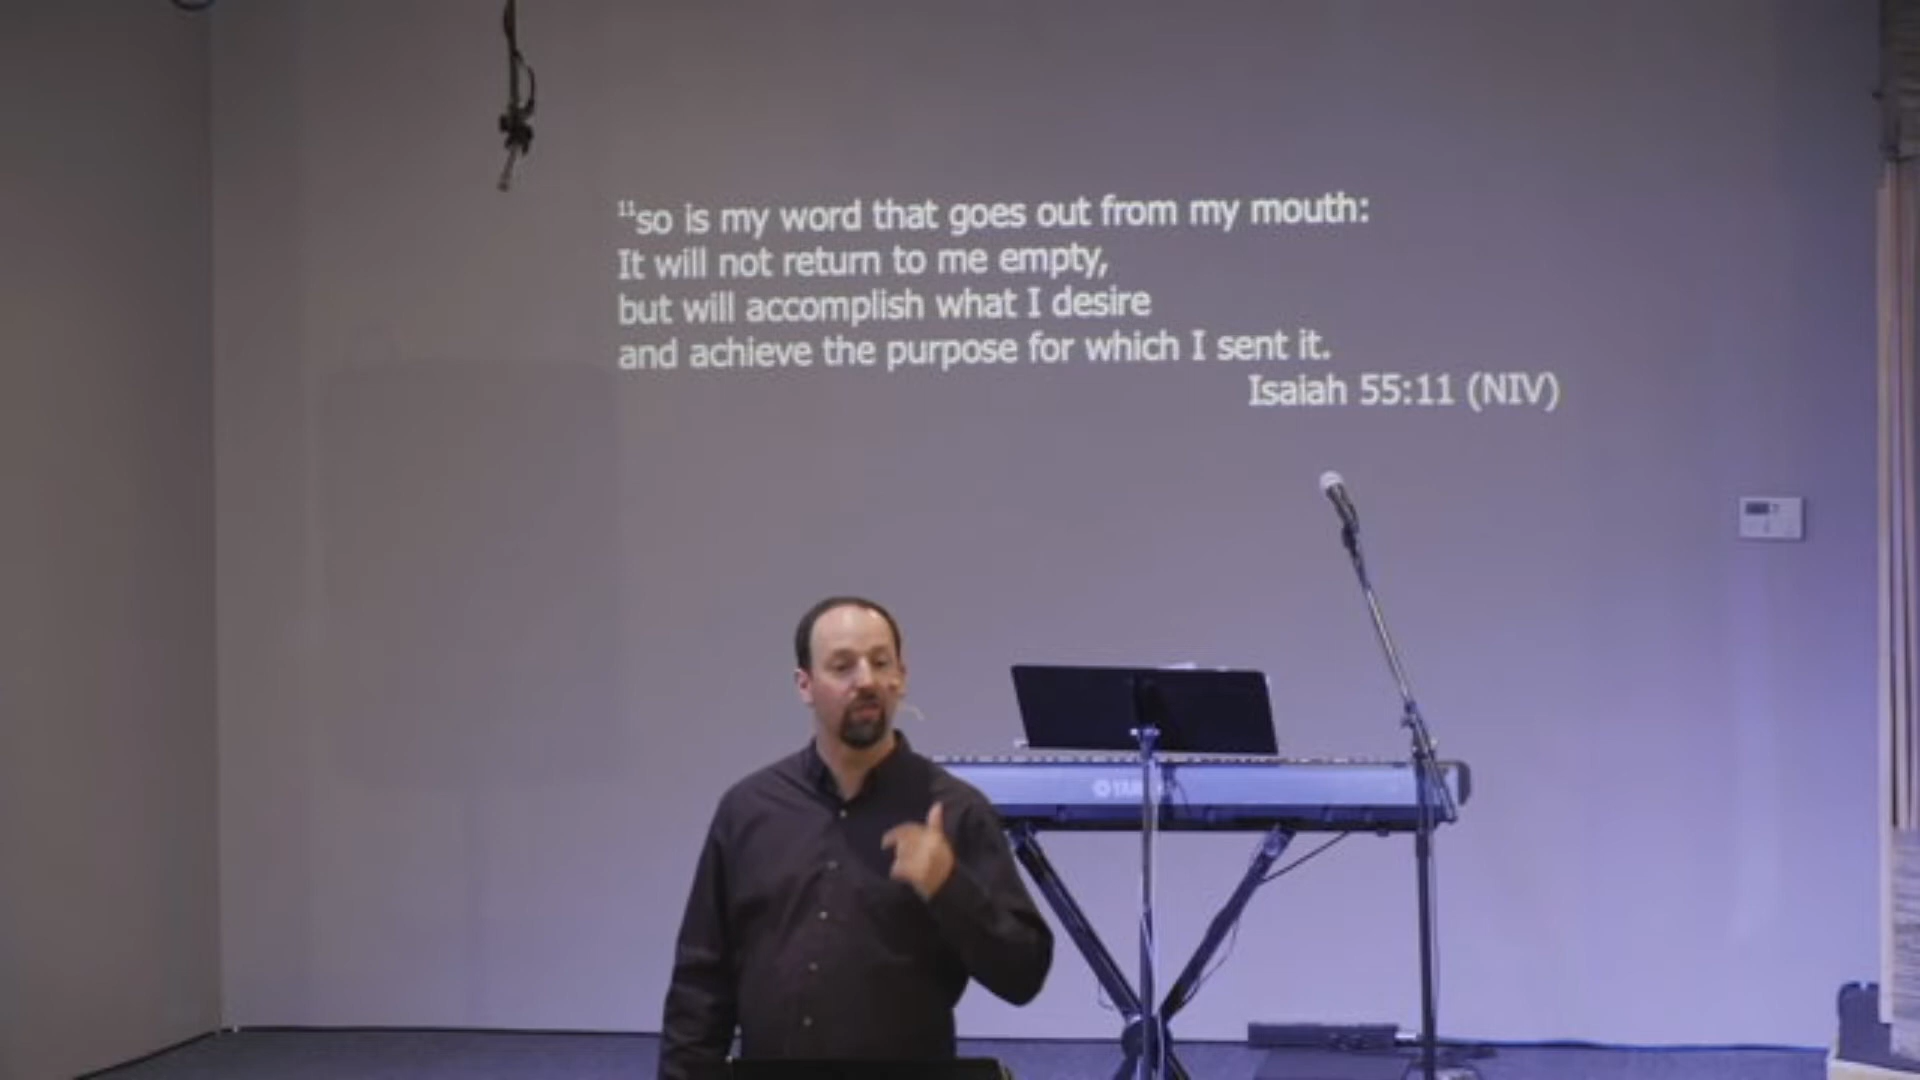 ¹¹so is my word that goes out from my mouth:
It will not return to me empty,
but will accomplish what I desire
and achieve the purpose for which I sent it.
Isaiah 55:11 (NIV)